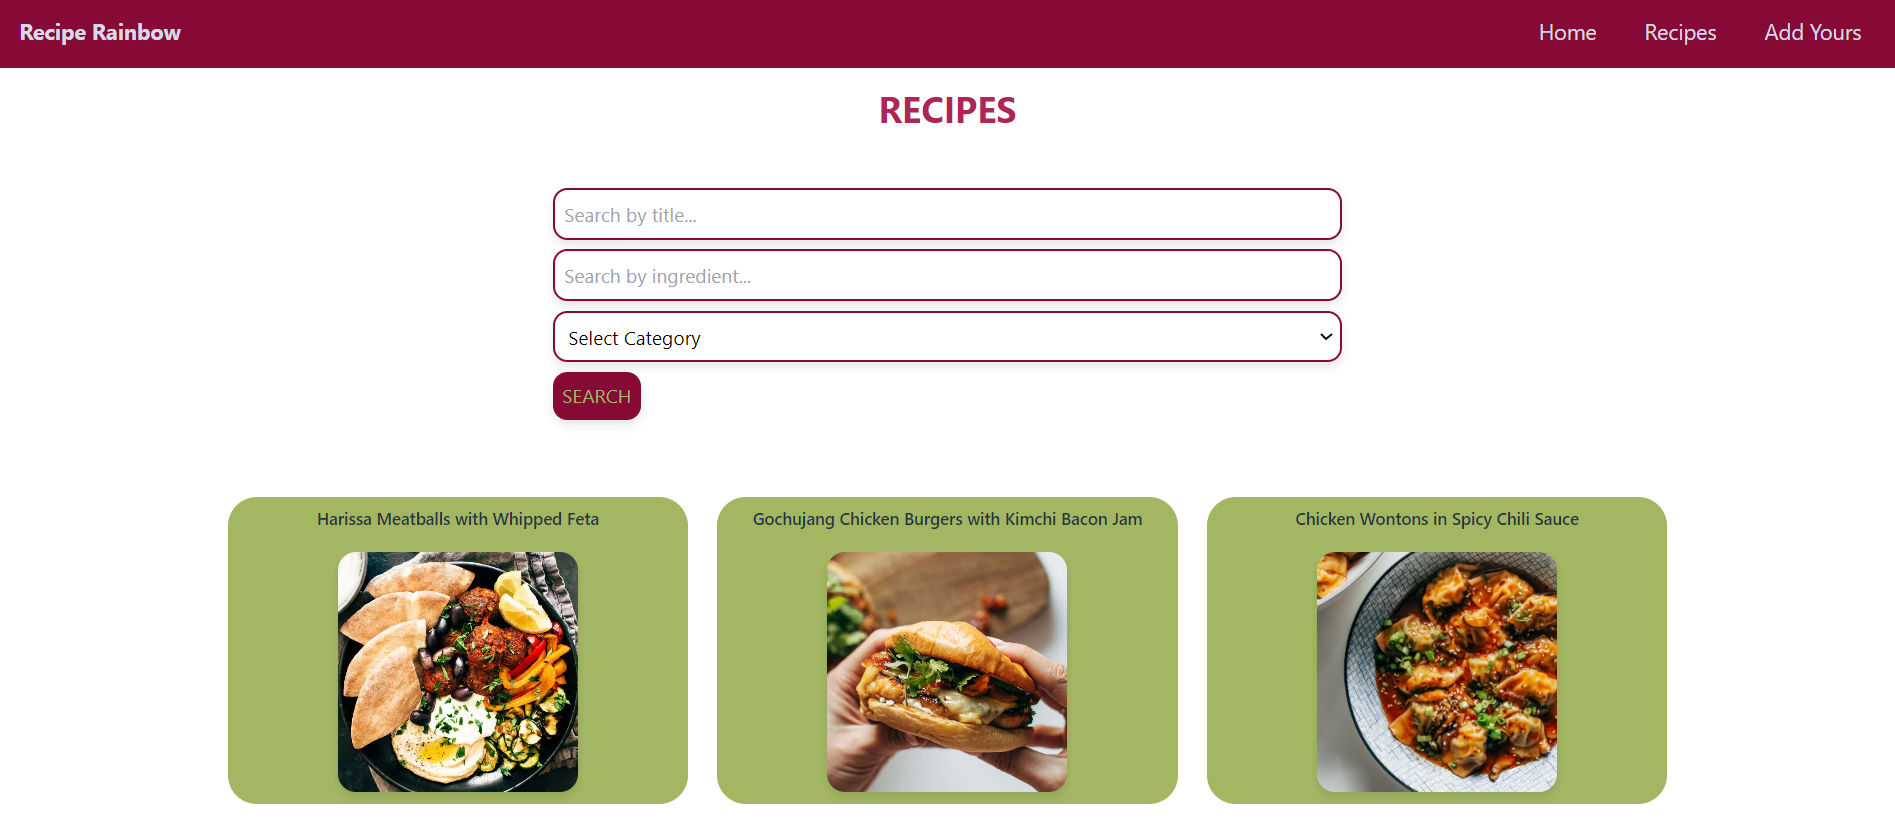 Recipe Rainbow
Home
Recipes
Add Yours
RECIPES
Search by title...
Search by ingredient...
Select Category
SEARCH
Harissa Meatballs with Whipped Feta
Gochujang Chicken Burgers with Kimchi Bacon Jam
Chicken Wontons in Spicy Chili Sauce